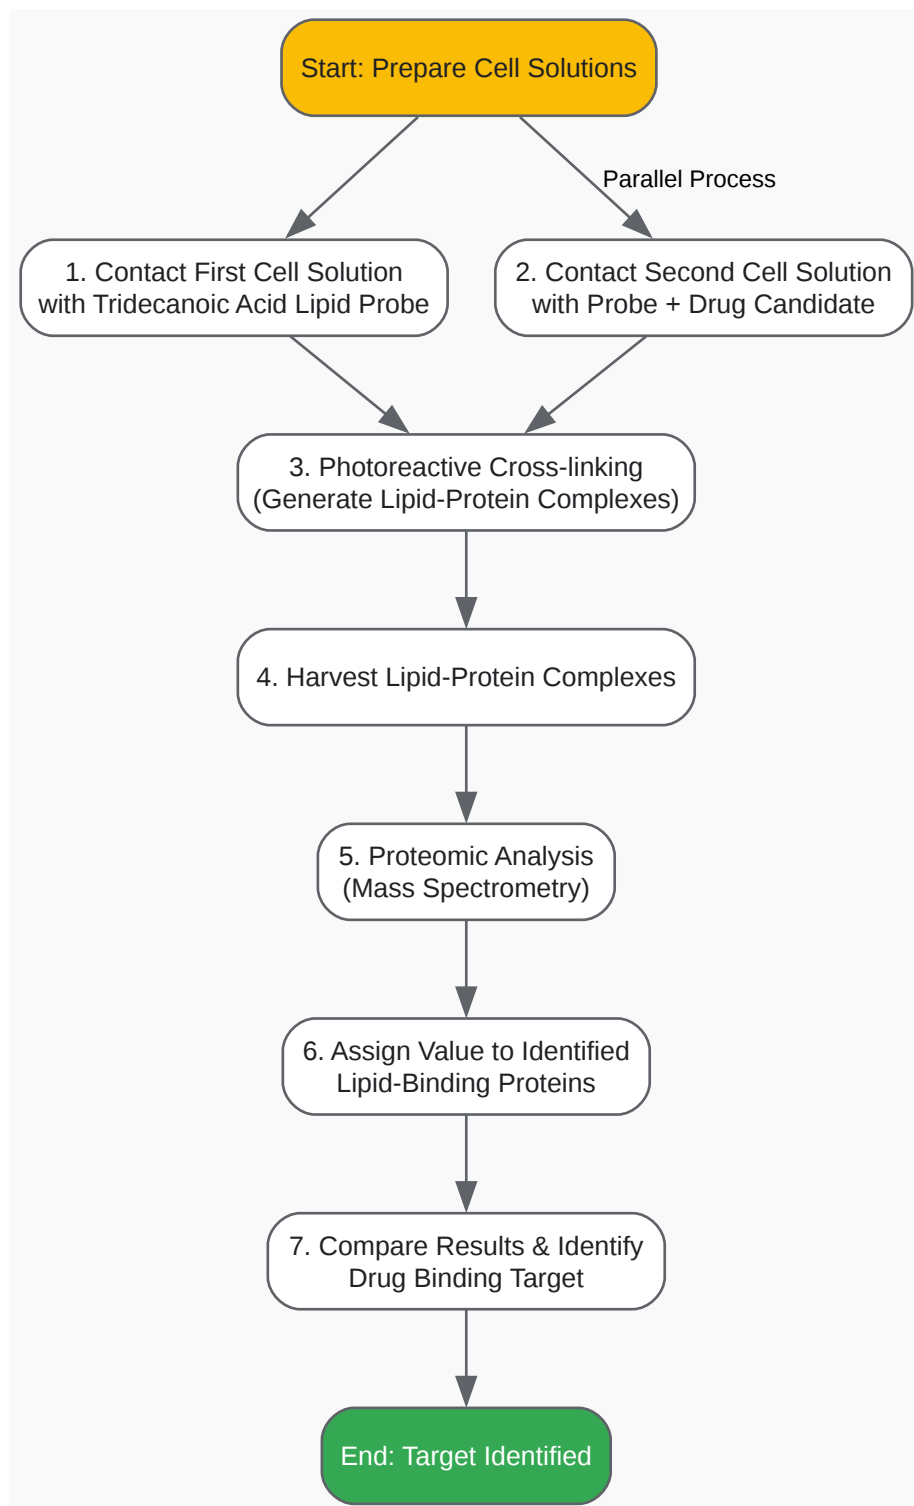 Start: Prepare Cell Solutions
Parallel Process
1. Contact First Cell Solution
with Tridecanoic Acid Lipid Probe
2. Contact Second Cell Solution
with Probe + Drug Candidate
3. Photoreactive Cross-linking
(Generate Lipid-Protein Complexes)
4. Harvest Lipid-Protein Complexes
5. Proteomic Analysis
(Mass Spectrometry)
6. Assign Value to Identified
Lipid-Binding Proteins
7. Compare Results & Identify
Drug Binding Target
End: Target Identified